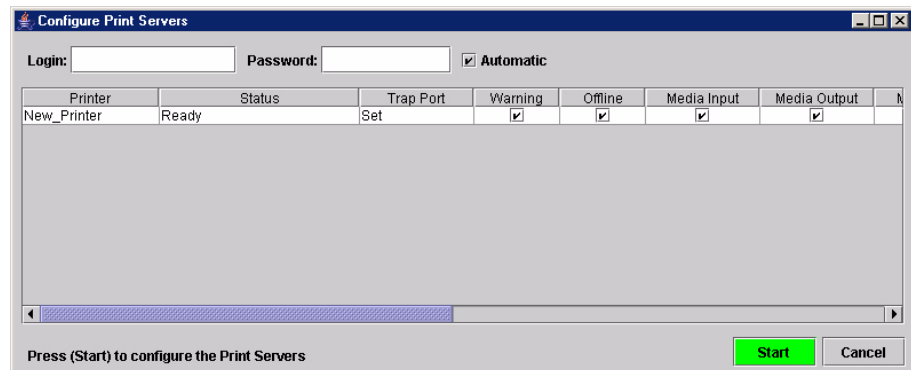 Configure Print Servers
Login: Password: Automatic
Printer Status Trap Port Warning Offline Media Input Media Output
New_Printer Ready Set
Press (Start) to configure the Print Servers Start Cancel